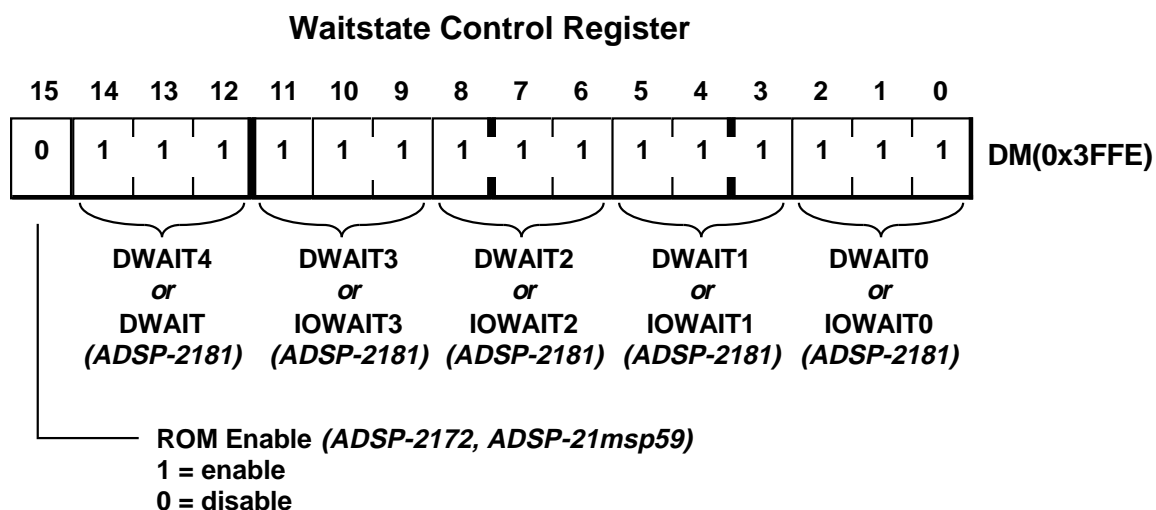 Waitstate Control Register
15 14 13 12 11 10 9 8 7 6 5 4 3 2 1 0
0 1 1 1 1 1 1 1 1 1 1 1 1 1 1 1 DM(0x3FFE)
DWAIT4 DWAIT3 DWAIT2 DWAIT1 DWAIT0
or or or or or
DWAIT IOWAIT3 IOWAIT2 IOWAIT1 IOWAIT0
(ADSP-2181) (ADSP-2181) (ADSP-2181) (ADSP-2181) (ADSP-2181)
ROM Enable (ADSP-2172, ADSP-21msp59)
1 = enable
0 = disable